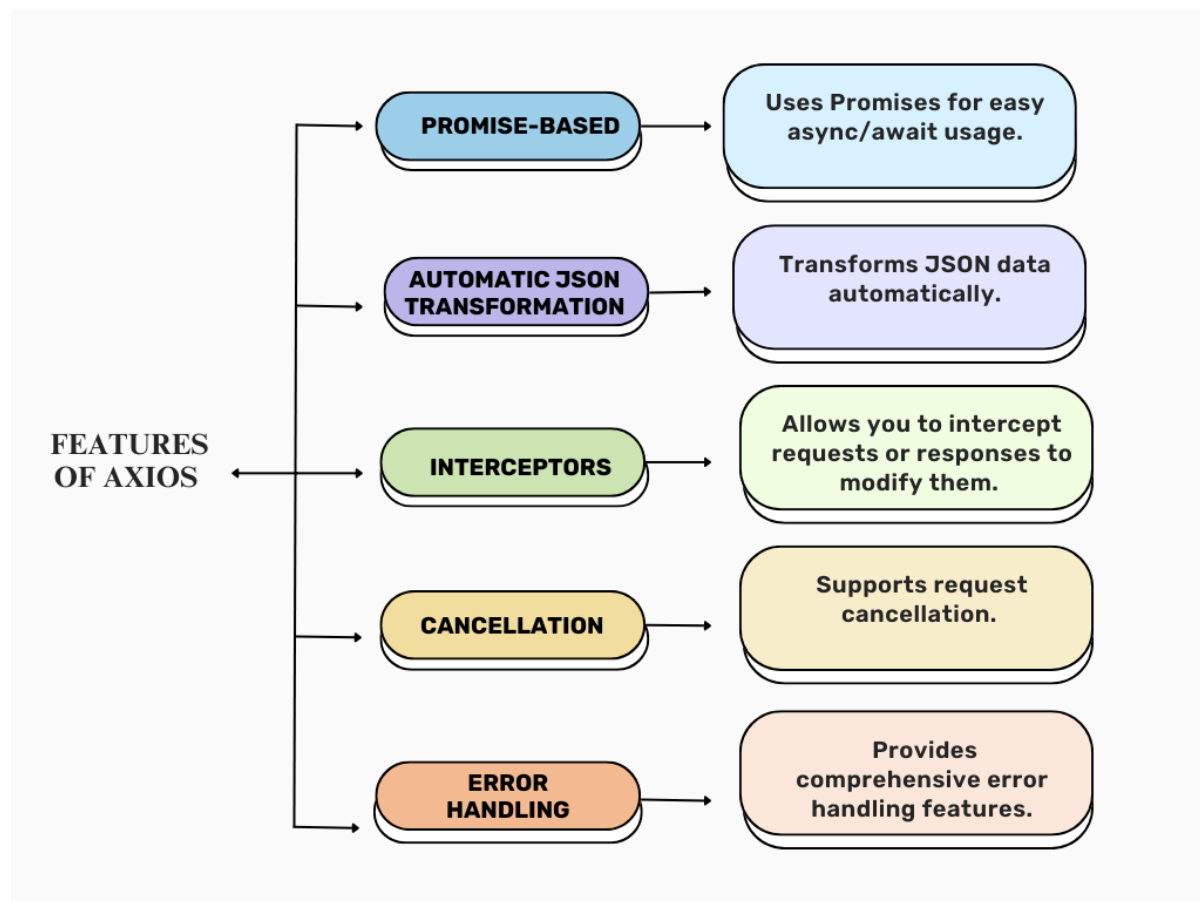 FEATURES
OF AXIOS
PROMISE-BASED
Uses Promises for easy
async/await usage.
AUTOMATIC JSON
TRANSFORMATION
Transforms JSON data
automatically.
INTERCEPTORS
Allows you to intercept
requests or responses to
modify them.
CANCELLATION
Supports request
cancellation.
ERROR
HANDLING
Provides
comprehensive error
handling features.